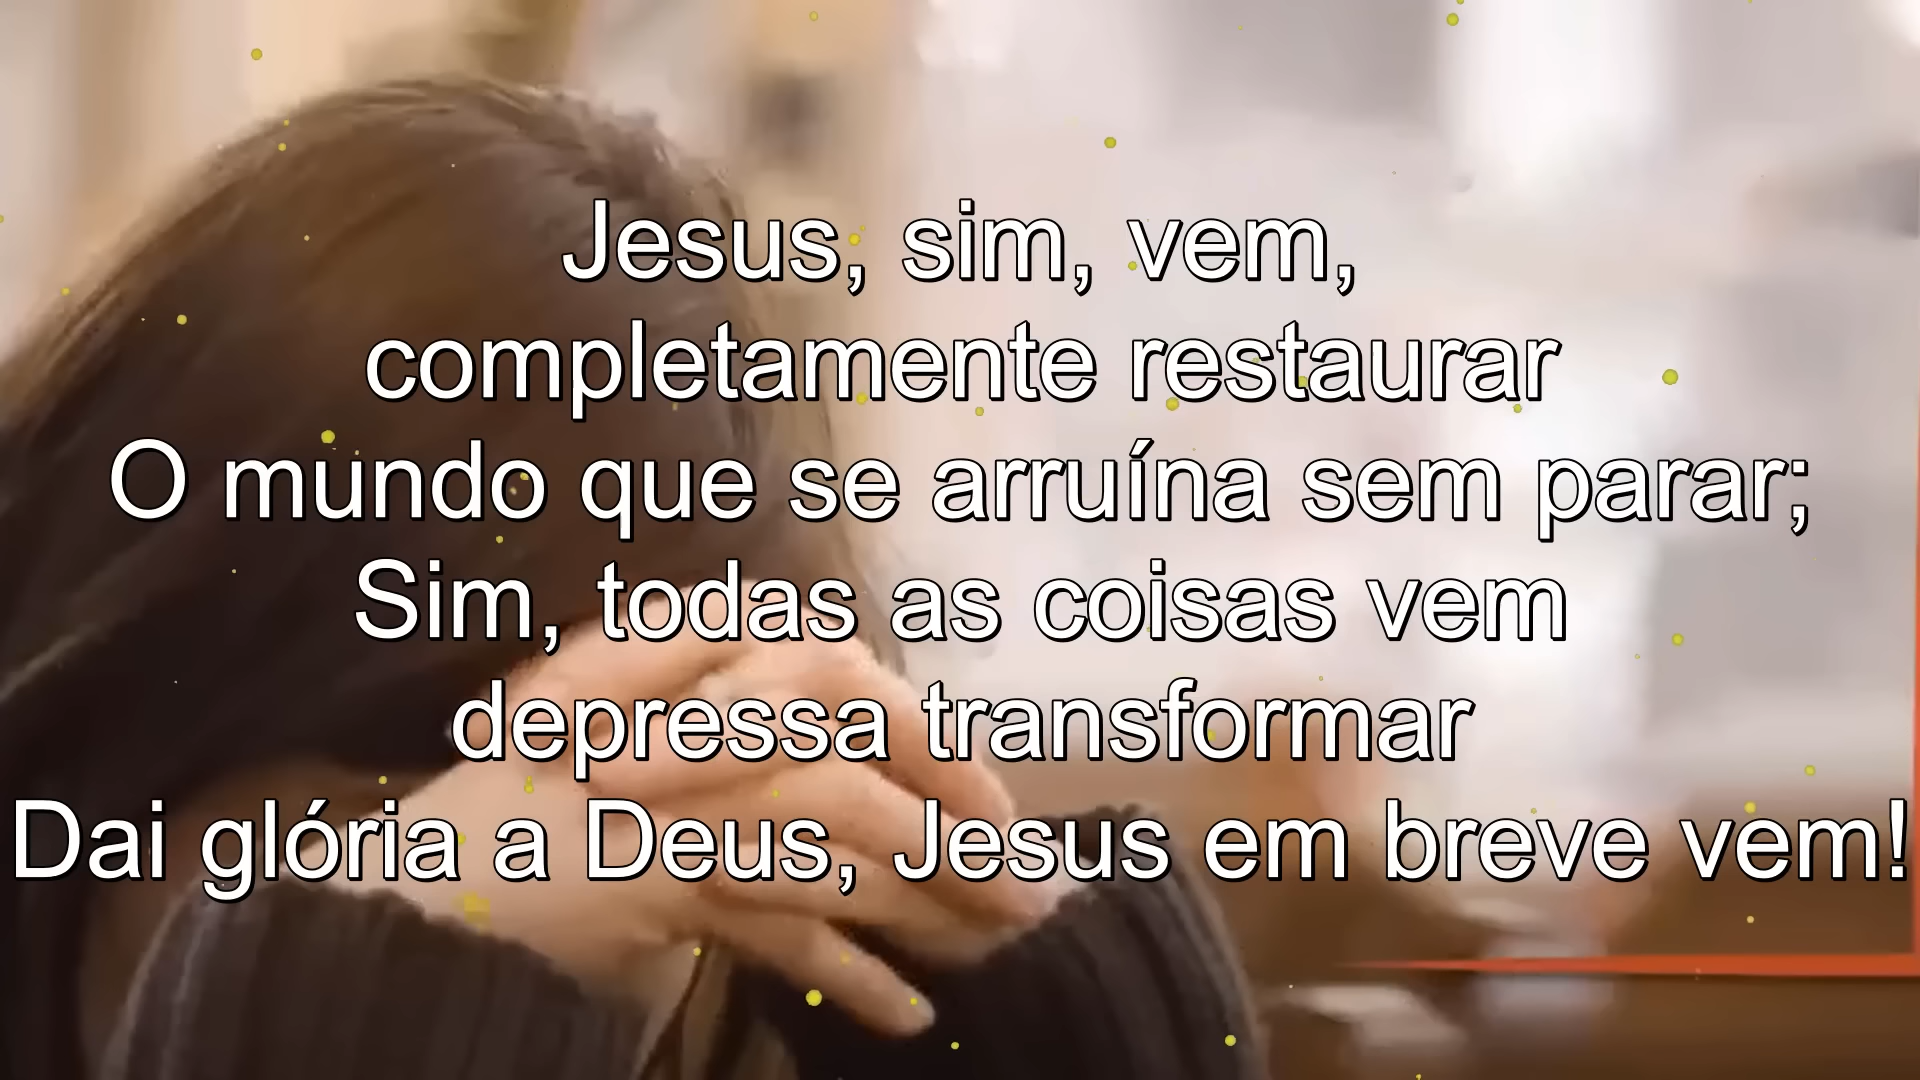 Jesus, sim, vem,
completamente restaurar
O mundo que se arruína sem parar;
Sim, todas as coisas vem
depressa transformar
Dai glória a Deus, Jesus em breve vem!